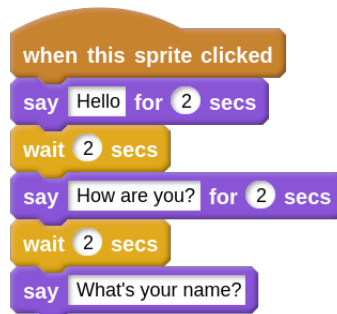 when this sprite clicked
say Hello for 2 secs
wait 2 secs
say How are you? for 2 secs
wait 2 secs
say What's your name?